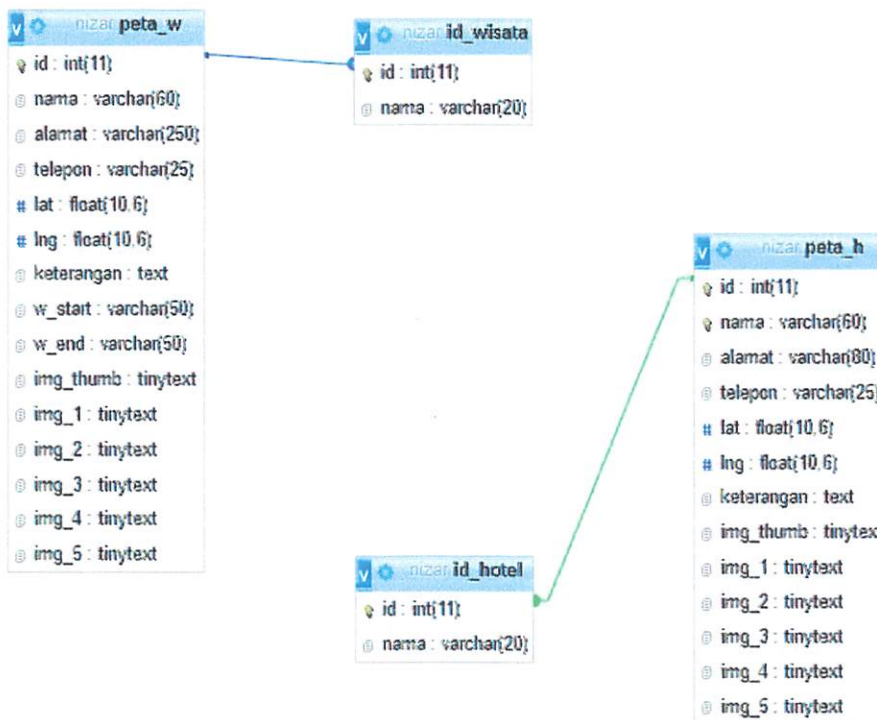 nizar peta_w
id : int(11)
nama : varchar(60)
alamat : varchar(250)
telepon : varchar(25)
lat : float(10,6)
lng : float(10,6)
keterangan : text
w_start : varchar(50)
w_end : varchar(50)
img_thumb : tinytext
img_1 : tinytext
img_2 : tinytext
img_3 : tinytext
img_4 : tinytext
img_5 : tinytext
nizar id_wisata
id : int(11)
nama : varchar(20)
nizar id_hotel
id : int(11)
nama : varchar(20)
nizar peta_h
id : int(11)
nama : varchar(60)
alamat : varchar(80)
telepon : varchar(25)
lat : float(10,6)
lng : float(10,6)
keterangan : text
img_thumb : tinytex
img_1 : tinytext
img_2 : tinytext
img_3 : tinytext
img_4 : tinytext
img_5 : tinytext